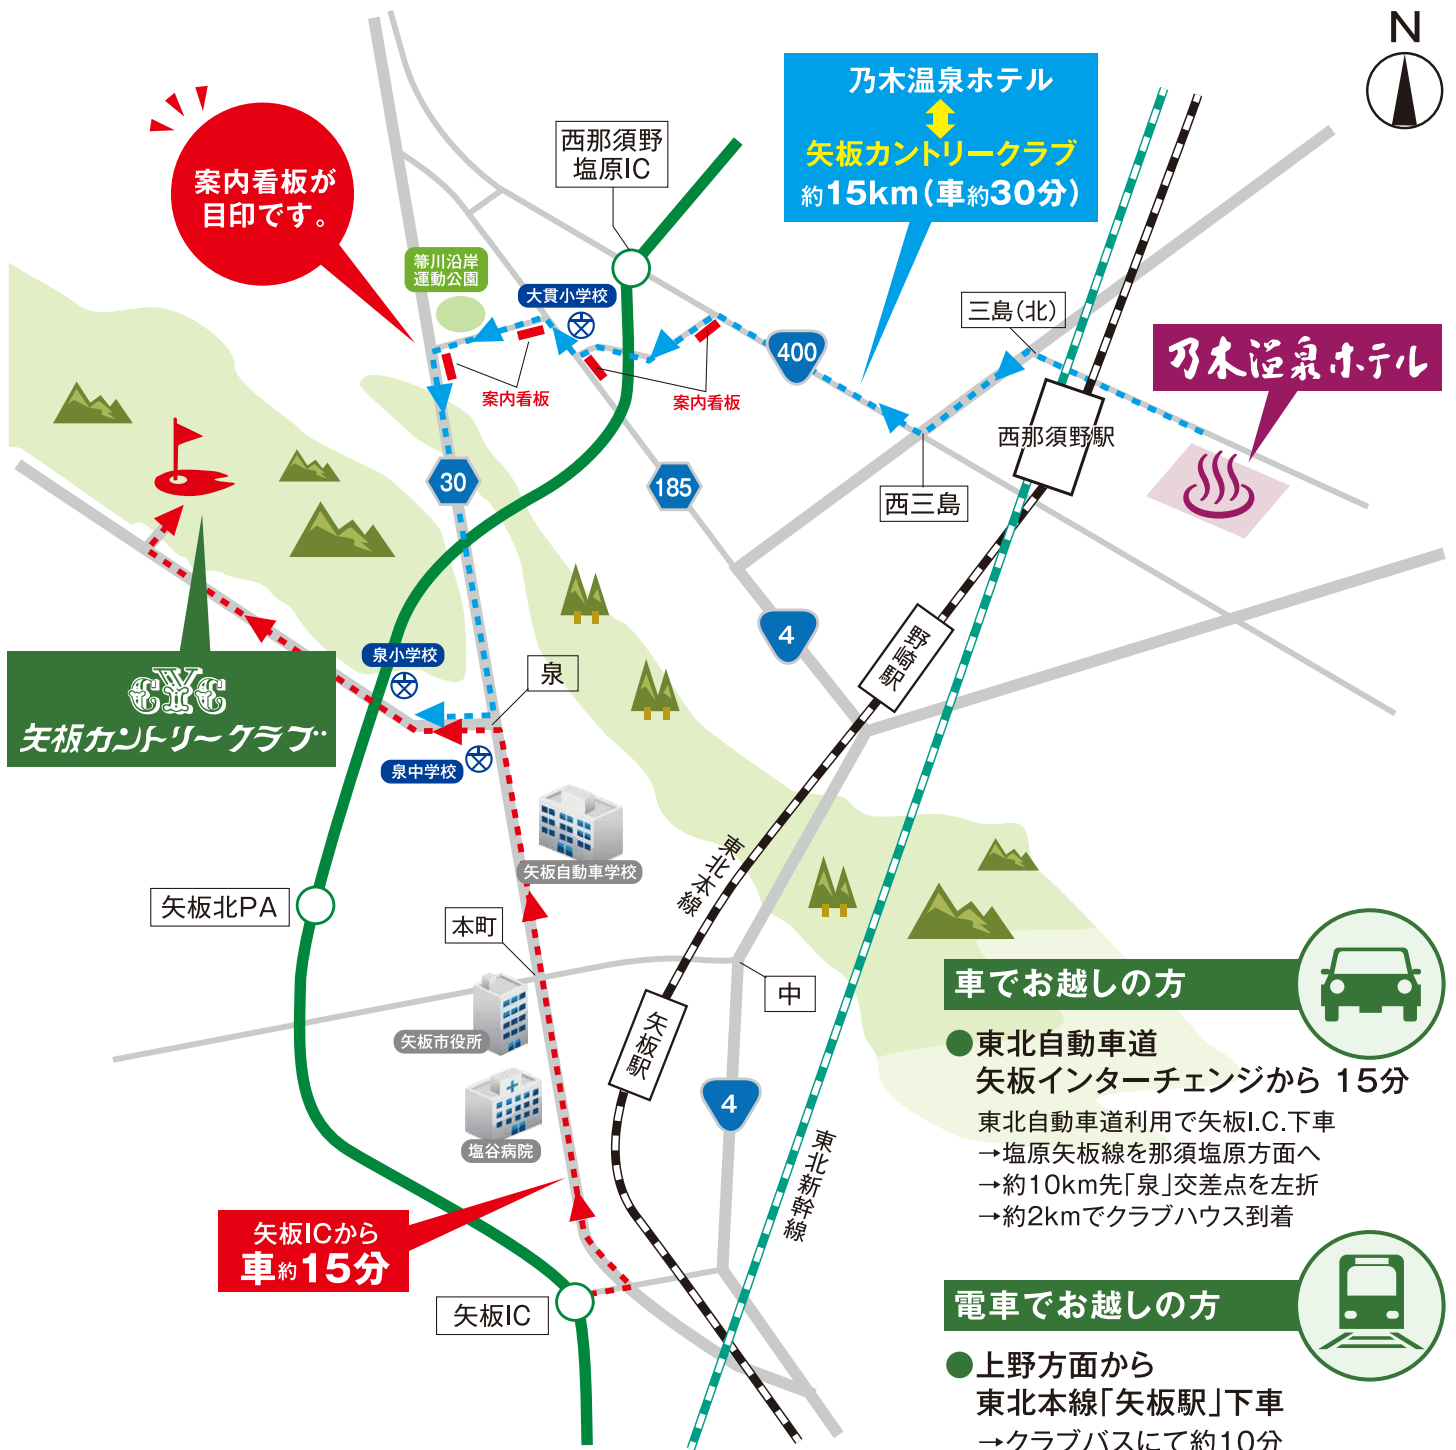 N
案内看板が
目印です。
西那須野
塩原IC
乃木温泉ホテル
矢板カントリークラブ
約15km(車約30分)
箒川沿岸
運動公園
大貫小学校
三島(北)
400
乃木温泉ホテル
案内看板
案内看板
西那須野駅
30
185
西三島
4
野崎駅
泉小学校
泉
CYC
矢板カントリークラブ
泉中学校
矢板自動車学校
東北本線
矢板北PA
本町
中
矢板市役所
矢板駅
4
塩谷病院
東北新幹線
矢板ICから
車約15分
矢板IC
車でお越しの方
●東北自動車道
矢板インターチェンジから 15分
東北自動車道利用で矢板I.C.下車
→塩原矢板線を那須塩原方面へ
→約10km先「泉」交差点を左折
→約2kmでクラブハウス到着
電車でお越しの方
●上野方面から
東北本線「矢板駅」下車
→クラブバスにて約10分